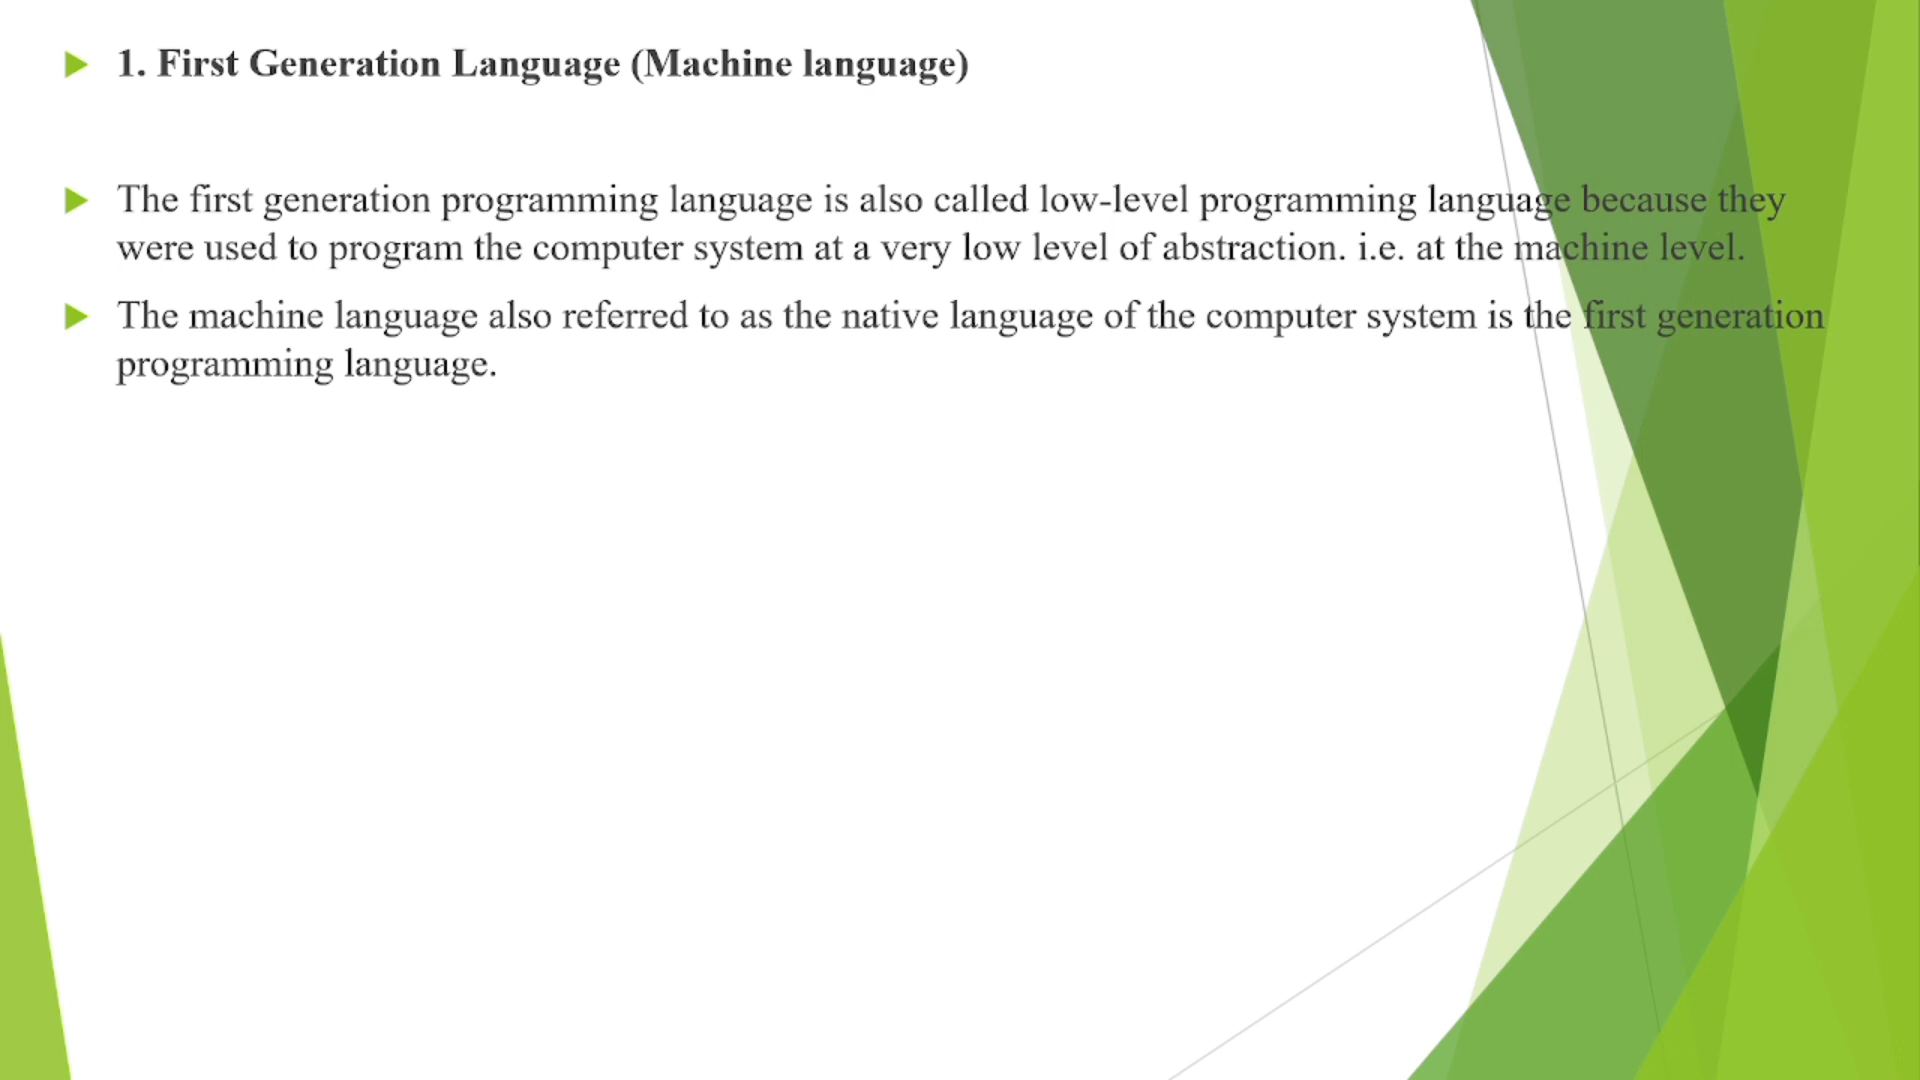 1. First Generation Language (Machine language)
The first generation programming language is also called low-level programming language because they
were used to program the computer system at a very low level of abstraction. i.e. at the machine level.
The machine language also referred to as the native language of the computer system is the first generation
programming language.